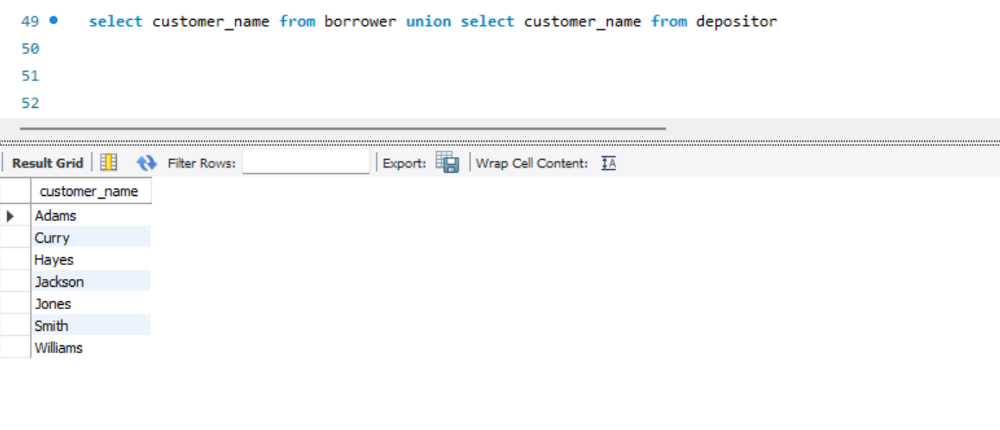 49 select customer_name from borrower union select customer_name from depositor
50
51
52
Result Grid Filter Rows: Export: Wrap Cell Content: IA
customer_name
Adams
Curry
Hayes
Jackson
Jones
Smith
Williams